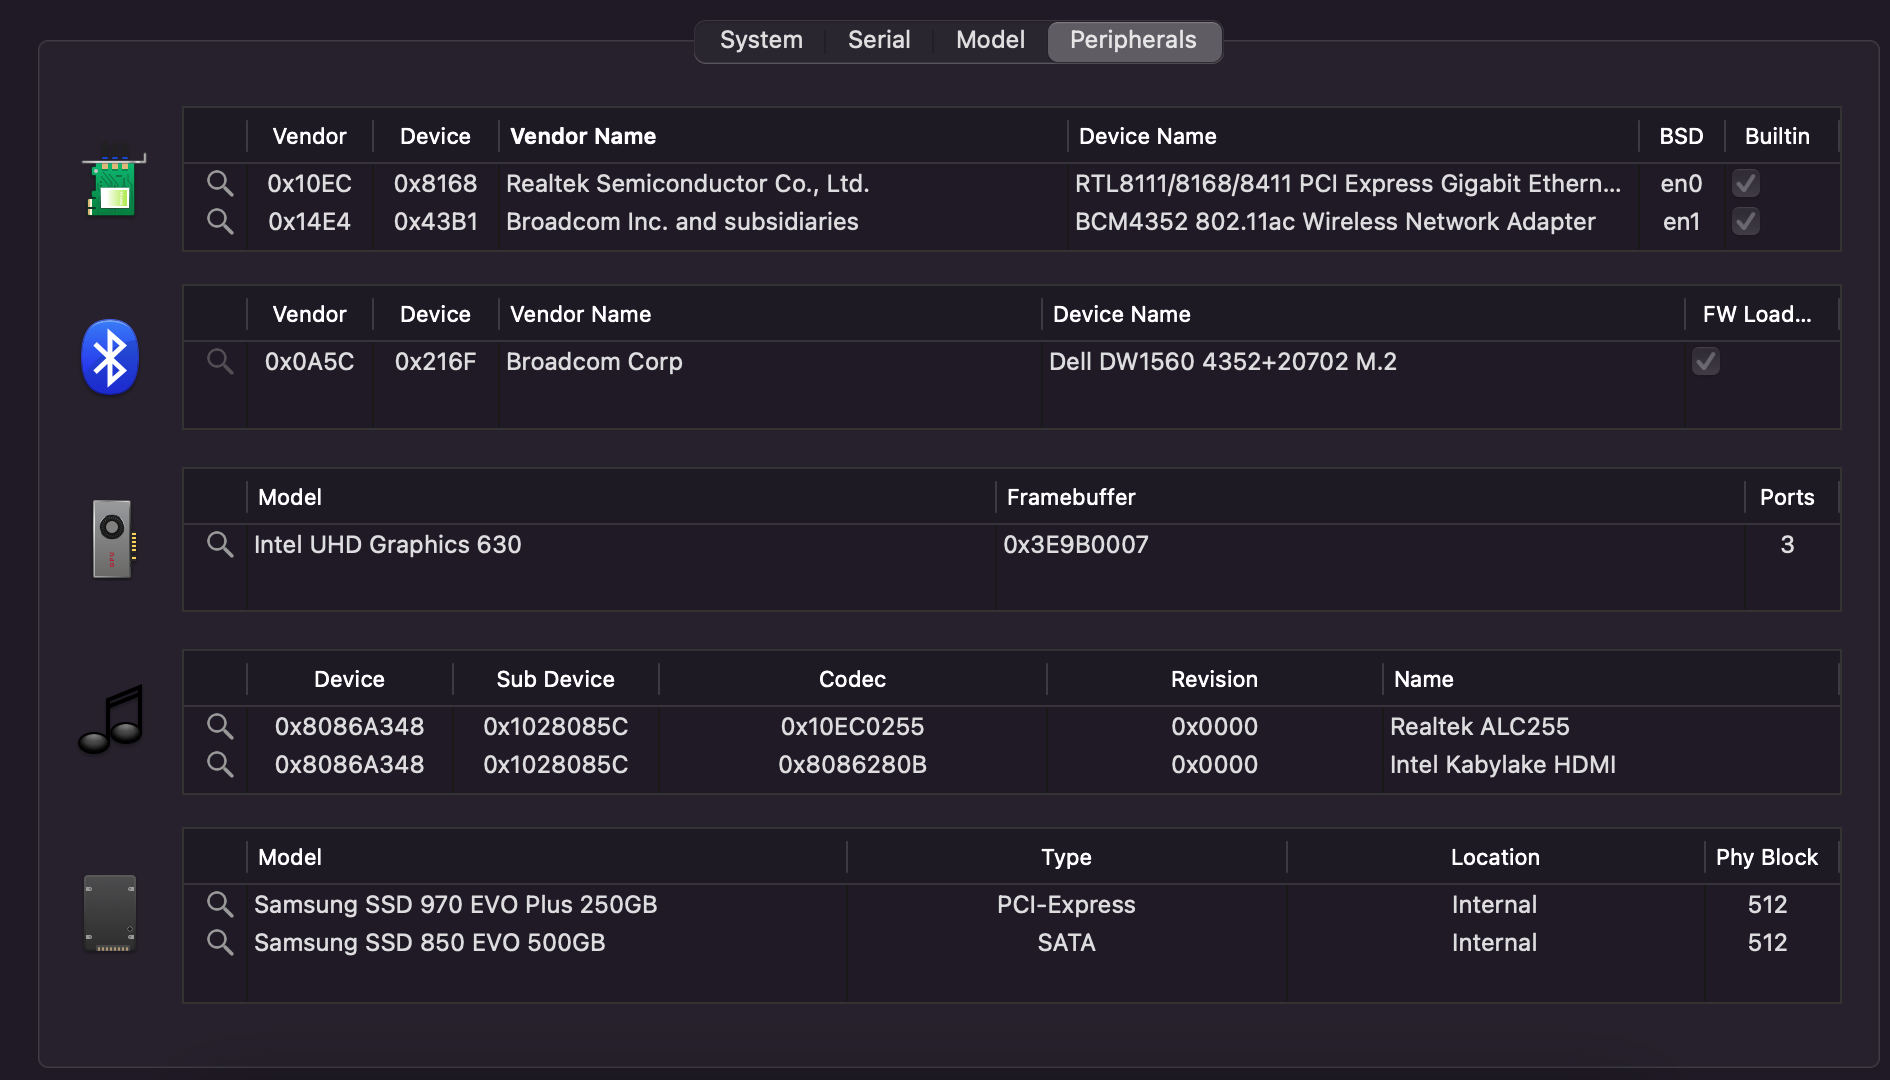 System Serial Model Peripherals
Vendor Device Vendor Name Device Name BSD Builtin
0x10EC 0x8168 Realtek Semiconductor Co., Ltd. RTL8111/8168/8411 PCI Express Gigabit Ethern... en0
0x14E4 0x43B1 Broadcom Inc. and subsidiaries BCM4352 802.11ac Wireless Network Adapter en1
Vendor Device Vendor Name Device Name FW Load...
0x0A5C 0x216F Broadcom Corp Dell DW1560 4352+20702 M.2
Model Framebuffer Ports
Intel UHD Graphics 630 0x3E9B0007 3
GPU
Device Sub Device Codec Revision Name
0x8086A348 0x1028085C 0x10EC0255 0x0000 Realtek ALC255
0x8086A348 0x1028085C 0x8086280B 0x0000 Intel Kabylake HDMI
Model Type Location Phy Block
Samsung SSD 970 EVO Plus 250GB PCI-Express Internal 512
Samsung SSD 850 EVO 500GB SATA Internal 512